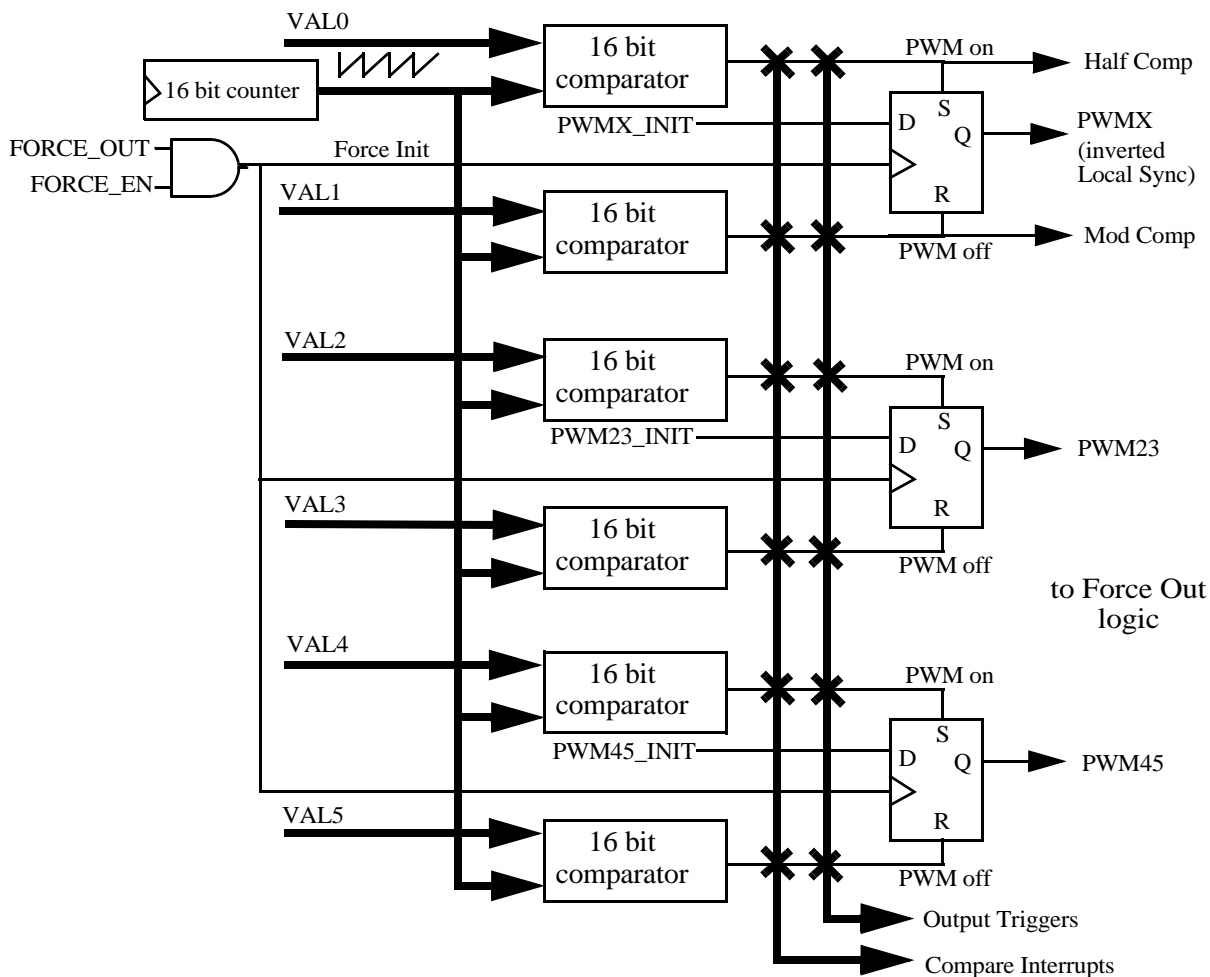 VAL0
16 bit
comparator
PWM on
Half Comp
16 bit counter
PWMX_INIT
D
S
Q
R
PWMX
(inverted
Local Sync)
FORCE_OUT
FORCE_EN
Force Init
VAL1
16 bit
comparator
PWM off
Mod Comp
VAL2
16 bit
comparator
PWM on
PWM23_INIT
D
S
Q
R
PWM23
VAL3
16 bit
comparator
PWM off
to Force Out
logic
VAL4
16 bit
comparator
PWM on
PWM45_INIT
D
S
Q
R
PWM45
VAL5
16 bit
comparator
PWM off
Output Triggers
Compare Interrupts